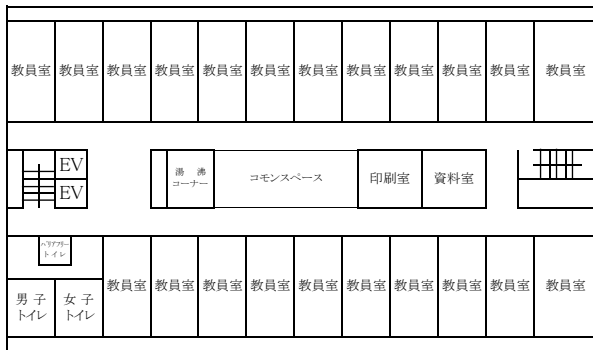 教員室 教員室 教員室 教員室 教員室 教員室 教員室 教員室 教員室 教員室 教員室 教員室
EV
EV
湯 沸
コーナー
コモンスペース
印刷室
資料室
バリアフリー
トイレ
男 子
トイレ
女 子
トイレ
教員室 教員室 教員室 教員室 教員室 教員室 教員室 教員室 教員室 教員室